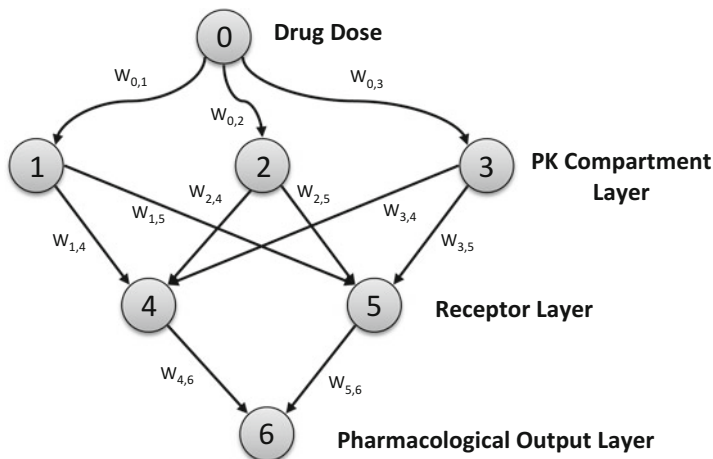 0
Drug Dose
W0,1
W0,2
W0,3
1
2
3
PK Compartment
Layer
W1,4
W1,5
W2,4
W2,5
W3,4
W3,5
4
5
Receptor Layer
W4,6
W5,6
6
Pharmacological Output Layer